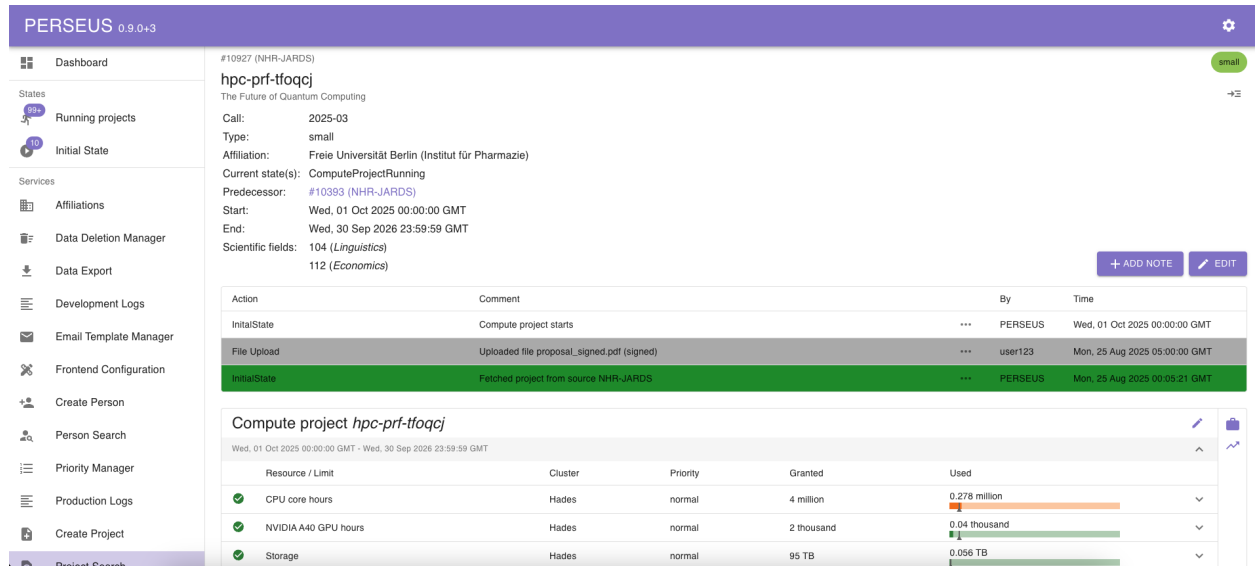 PERSEUS 0.9.0+3
Dashboard
States
99+
Running projects
10
Initial State
Services
Affiliations
Data Deletion Manager
Data Export
Development Logs
Email Template Manager
Frontend Configuration
Create Person
Person Search
Priority Manager
Production Logs
Create Project
Project Search
#10927 (NHR-JARDS)
small
hpc-prf-tfoqcj
The Future of Quantum Computing
Call: 2025-03
Type: small
Affiliation: Freie Universität Berlin (Institut für Pharmazie)
Current state(s): ComputeProjectRunning
Predecessor: #10393 (NHR-JARDS)
Start: Wed, 01 Oct 2025 00:00:00 GMT
End: Wed, 30 Sep 2026 23:59:59 GMT
Scientific fields: 104 (Linguistics)
112 (Economics)
+ ADD NOTE EDIT
Action Comment By Time
InitalState Compute project starts ••• PERSEUS Wed, 01 Oct 2025 00:00:00 GMT
File Upload Uploaded file proposal_signed.pdf (signed) ••• user123 Mon, 25 Aug 2025 05:00:00 GMT
InitialState Fetched project from source NHR-JARDS ••• PERSEUS Mon, 25 Aug 2025 00:05:21 GMT
Compute project hpc-prf-tfoqcj
Wed, 01 Oct 2025 00:00:00 GMT - Wed, 30 Sep 2026 23:59:59 GMT
Resource / Limit Cluster Priority Granted Used
CPU core hours Hades normal 4 million 0.278 million
NVIDIA A40 GPU hours Hades normal 2 thousand 0.04 thousand
Storage Hades normal 95 TB 0.056 TB